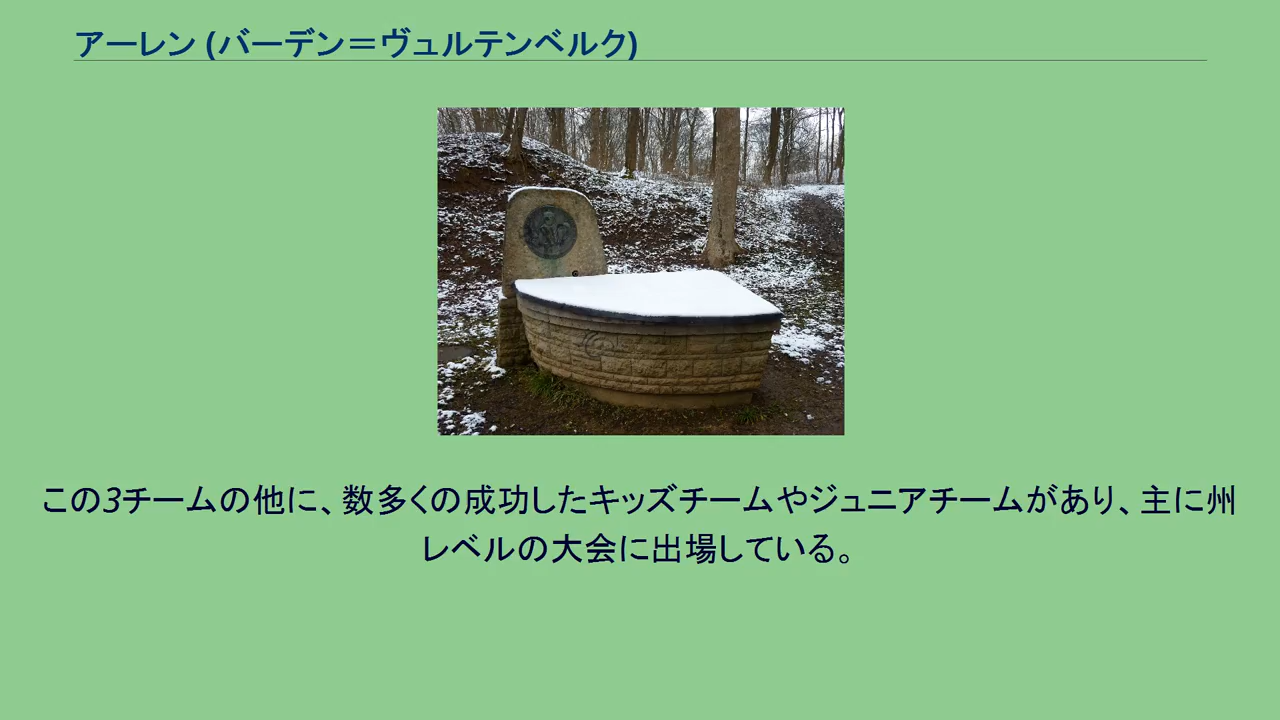 アーレン (バーデン＝ヴュルテンベルク)
この3チームの他に、数多くの成功したキッズチームやジュニアチームがあり、主に州
レベルの大会に出場している。